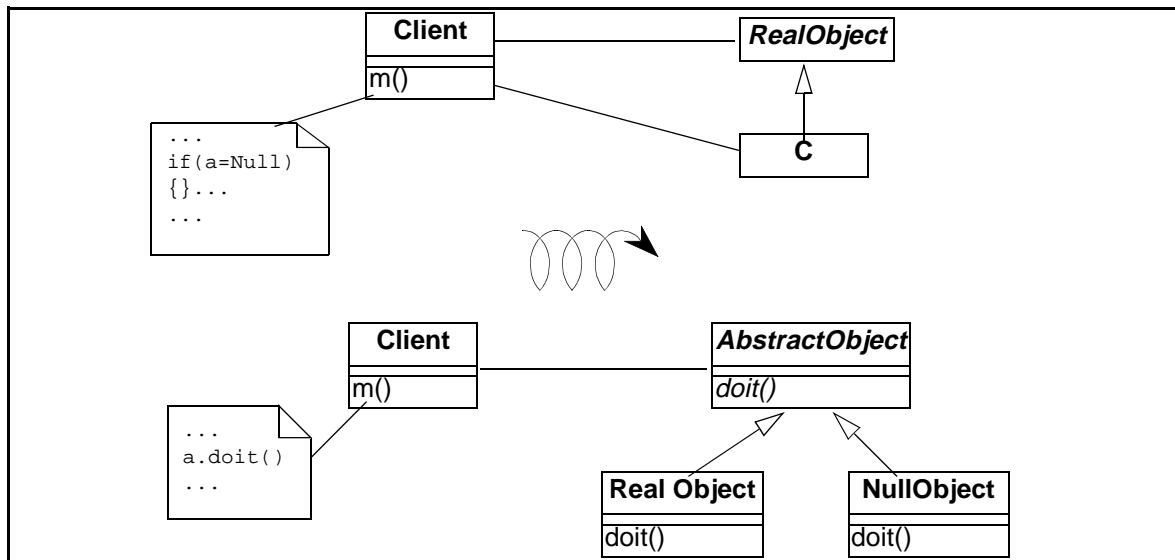 Client
RealObject
m()
C
...
if(a=Null)
{}...
...
Client
AbstractObject
m()
doit()
...
a.doit()
...
Real Object
NullObject
doit()
doit()